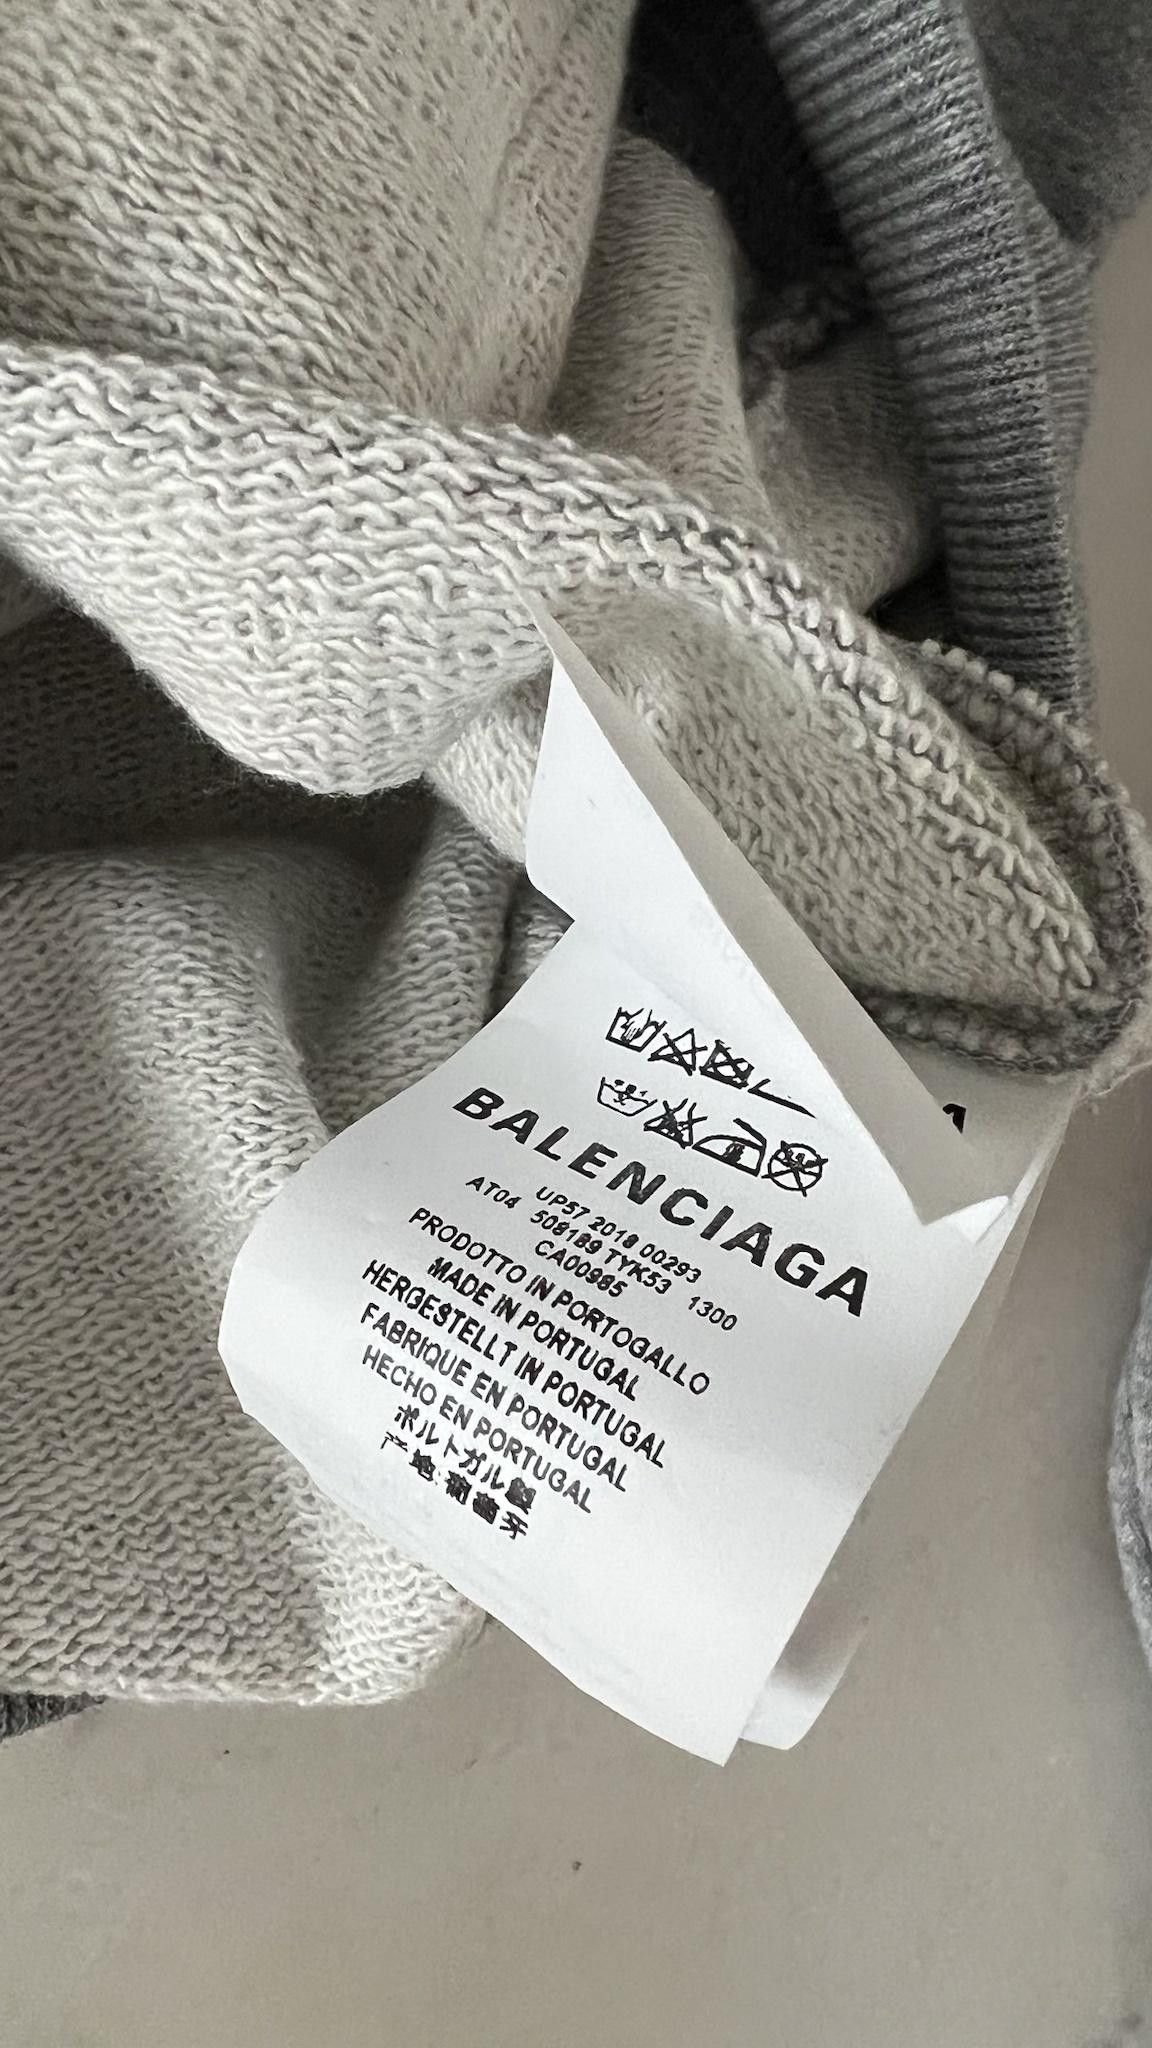 BALENCIAGA
UP57 2018 00293
AT04 508189 TYK53 1300
CA00985
PRODOTTO IN PORTOGALLO
MADE IN PORTUGAL
HERGESTELLT IN PORTUGAL
FABRIQUE EN PORTUGAL
HECHO EN PORTUGAL
ポルトガル製
产地:葡萄牙
A